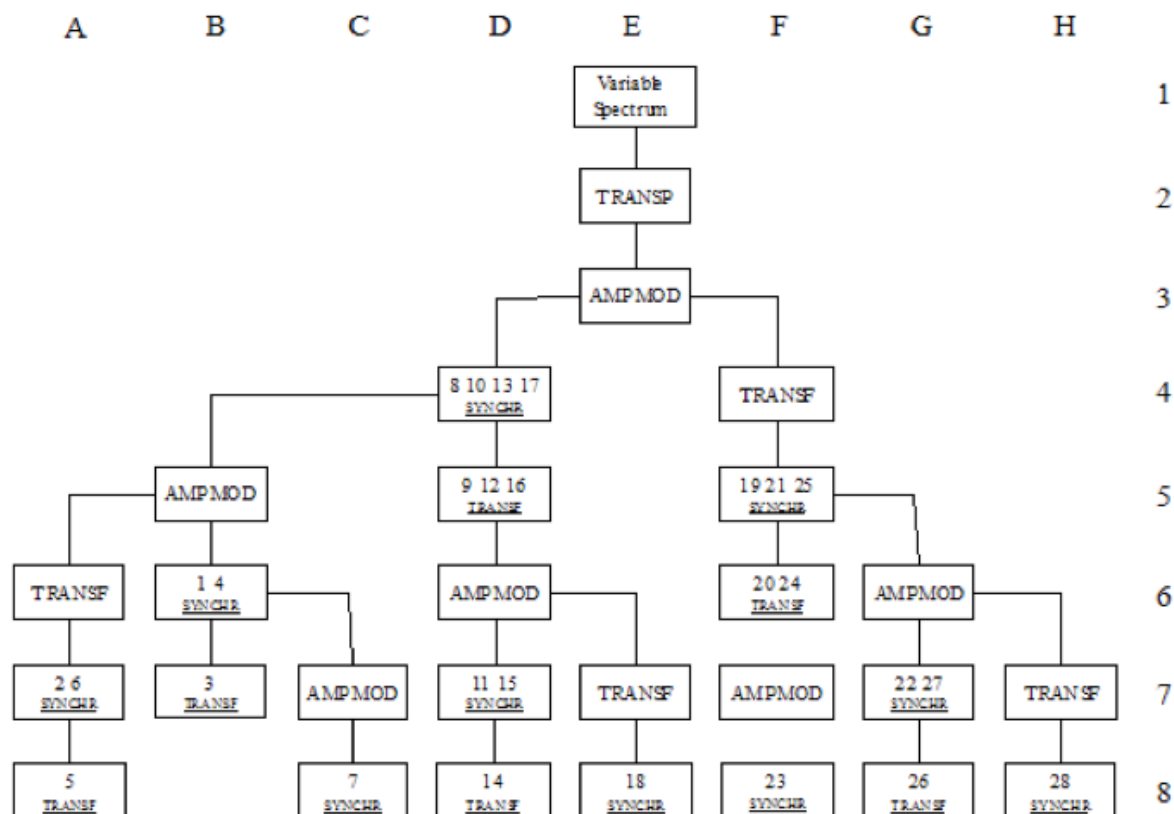 A B C D E F G H
Variable
Spectrum
1
TRANSP
2
AMPMOD
3
8 10 13 17
SYNCHR
TRANSF
4
AMPMOD
9 12 16
TRANSF
19 21 25
SYNCHR
5
TRANSF
1 4
SYNCHR
AMPMOD
20 24
TRANSF
AMPMOD
6
2 6
SYNCHR
3
TRANSF
AMPMOD
11 15
SYNCHR
TRANSF
AMPMOD
22 27
SYNCHR
TRANSF
7
5
TRANSF
7
SYNCHR
14
TRANSF
18
SYNCHR
23
SYNCHR
26
TRANSF
28
SYNCHR
8